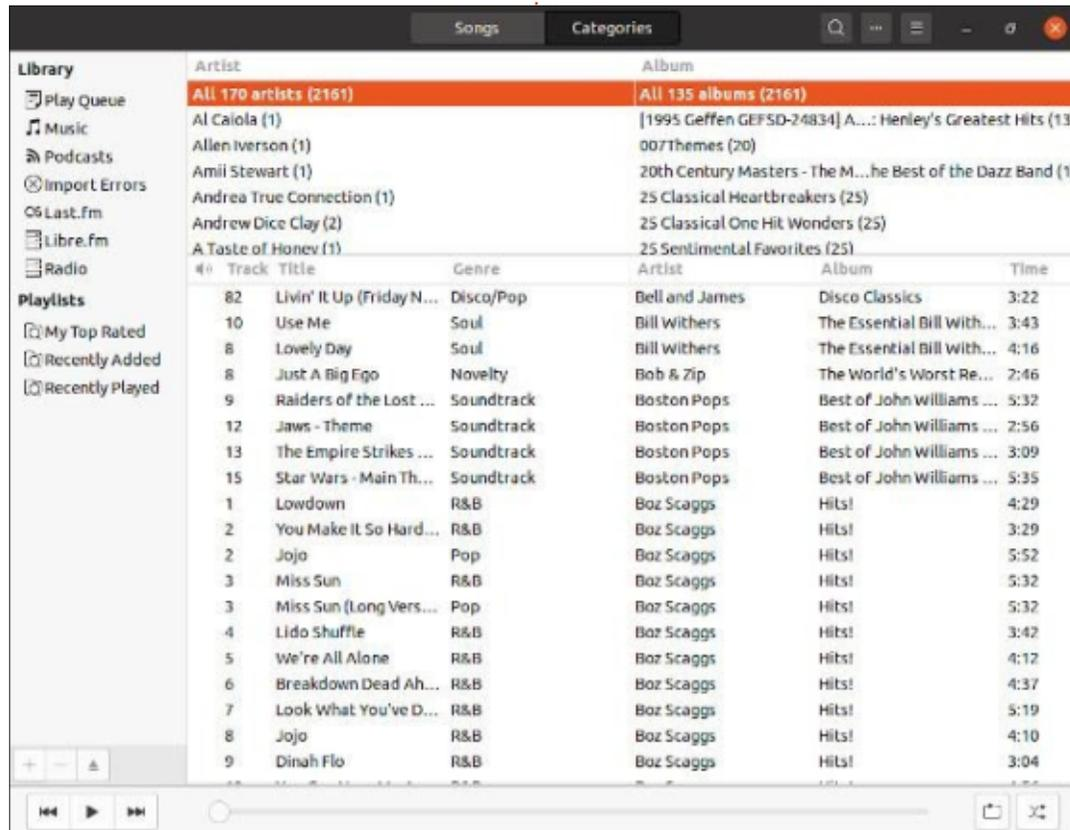 Songs Categories
Library
Play Queue
Music
Podcasts
Import Errors
Last.fm
Libre.fm
Radio
Playlists
My Top Rated
Recently Added
Recently Played
Artist Album
All 170 artists (2161) All 135 albums (2161)
Al Caiola (1) [1995 Geffen GEFSD-24834] A...: Henley's Greatest Hits (13
Allen Iverson (1) 007Themes (20)
Amii Stewart (1) 20th Century Masters - The M...he Best of the Dazz Band (1
Andrea True Connection (1) 25 Classical Heartbreakers (25)
Andrew Dice Clay (2) 25 Classical One Hit Wonders (25)
A Taste of Honey (1) 25 Sentimental Favorites (25)
Track Title Genre Artist Album Time
82 Livin' It Up (Friday N... Disco/Pop Bell and James Disco Classics 3:22
10 Use Me Soul Bill Withers The Essential Bill With... 3:43
8 Lovely Day Soul Bill Withers The Essential Bill With... 4:16
8 Just A Big Ego Novelty Bob & Zip The World's Worst Re... 2:46
9 Raiders of the Lost ... Soundtrack Boston Pops Best of John Williams ... 5:32
12 Jaws - Theme Soundtrack Boston Pops Best of John Williams ... 2:56
13 The Empire Strikes ... Soundtrack Boston Pops Best of John Williams ... 3:09
15 Star Wars - Main Th... Soundtrack Boston Pops Best of John Williams ... 5:35
1 Lowdown R&B Boz Scaggs Hits! 4:29
2 You Make It So Hard... R&B Boz Scaggs Hits! 3:29
2 Jojo Pop Boz Scaggs Hits! 5:52
3 Miss Sun R&B Boz Scaggs Hits! 5:32
3 Miss Sun (Long Vers... Pop Boz Scaggs Hits! 5:32
4 Lido Shuffle R&B Boz Scaggs Hits! 3:42
5 We're All Alone R&B Boz Scaggs Hits! 4:12
6 Breakdown Dead Ah... R&B Boz Scaggs Hits! 4:37
7 Look What You've D... R&B Boz Scaggs Hits! 5:19
8 Jojo R&B Boz Scaggs Hits! 4:10
9 Dinah Flo R&B Boz Scaggs Hits! 3:04